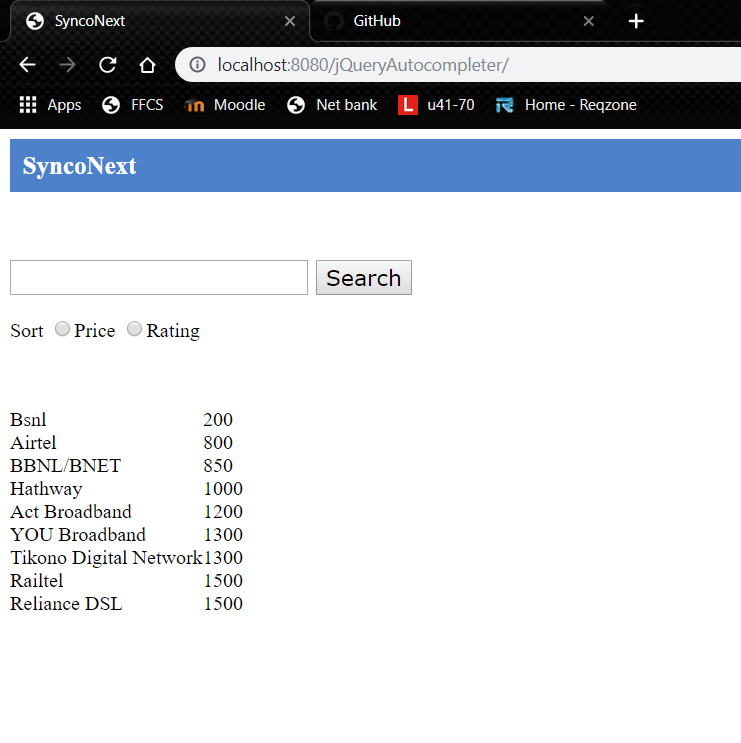 SyncoNext GitHub
localhost:8080/jQueryAutocompleter/
Apps FFCS Moodle Net bank L u41-70 Home - Reqzone
SyncoNext
Search
Sort Price Rating
Bsnl 200
Airtel 800
BBNL/BNET 850
Hathway 1000
Act Broadband 1200
YOU Broadband 1300
Tikono Digital Network 1300
Railtel 1500
Reliance DSL 1500